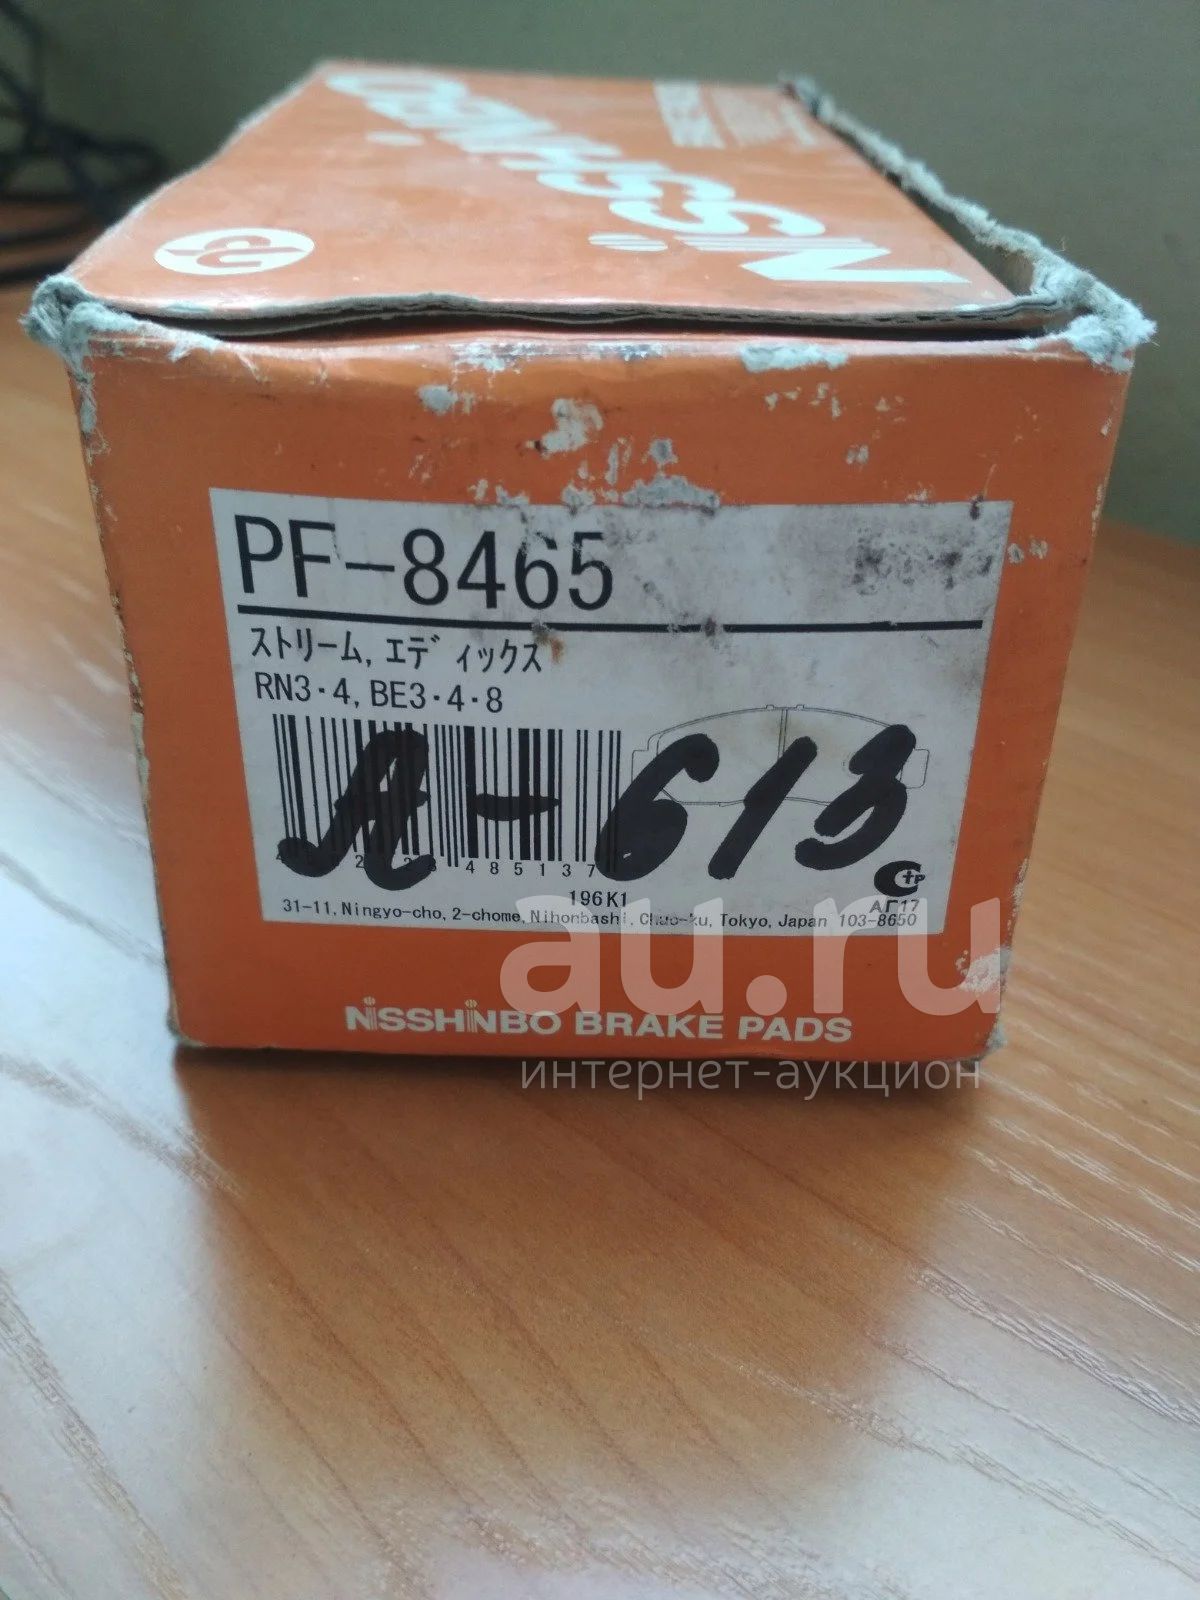 NiSSHiNBO
PF-8465
ストリーム, エディックス
RN3・4, BE3・4・8
A-613
485137
196K1
АГ17
31-11, Ningyo-cho, 2-chome, Nihonbashi, Chuo-ku, Tokyo, Japan 103-8650
NiSSHiNBO BRAKE PADS
au.ru
интернет-аукцион